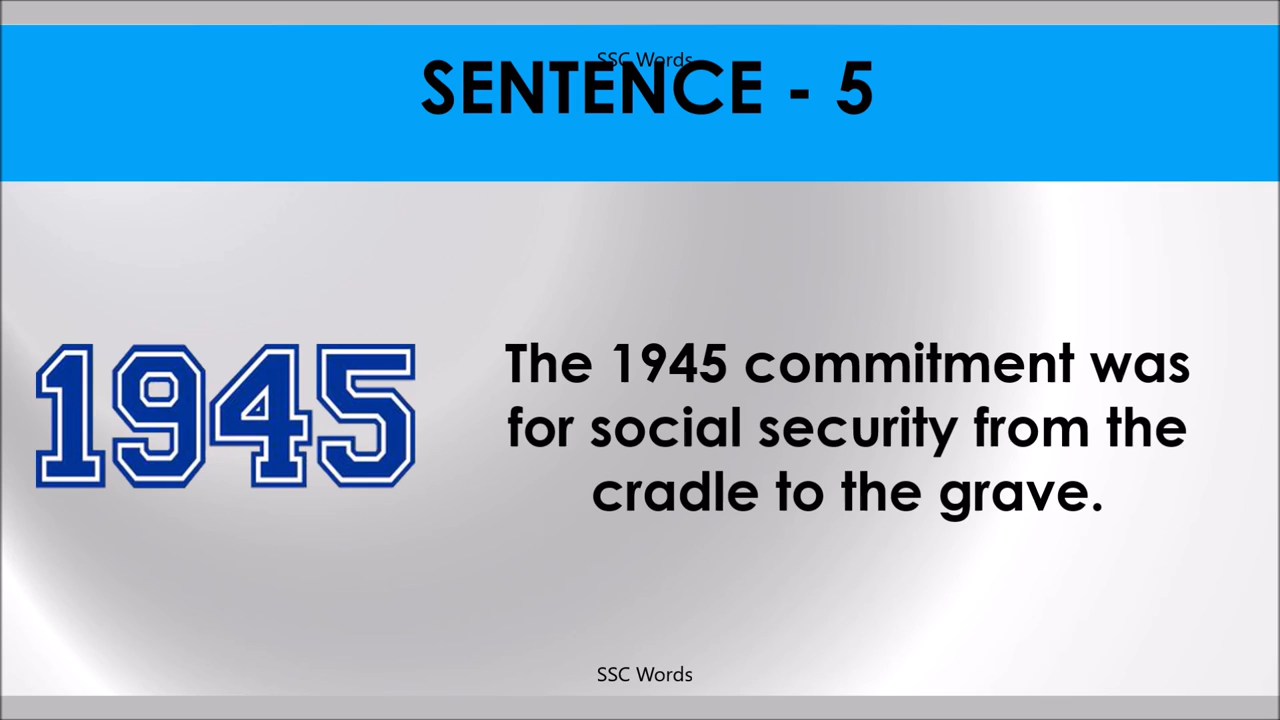 SSC Words
SENTENCE - 5
1945
The 1945 commitment was
for social security from the
cradle to the grave.
SSC Words